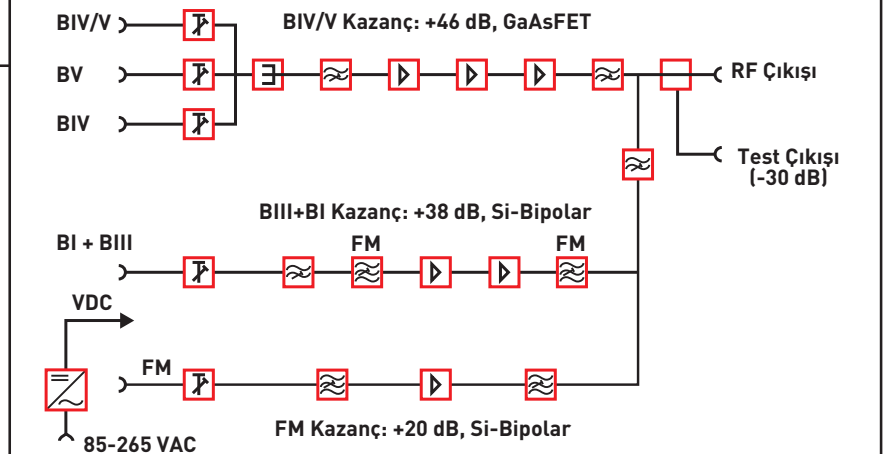 BIV/V
BIV/V Kazanç: +46 dB, GaAsFET
BV
RF Çıkışı
BIV
Test Çıkışı
(-30 dB)
BIII+BI Kazanç: +38 dB, Si-Bipolar
BI + BIII
FM
FM
VDC
FM
85-265 VAC
FM Kazanç: +20 dB, Si-Bipolar